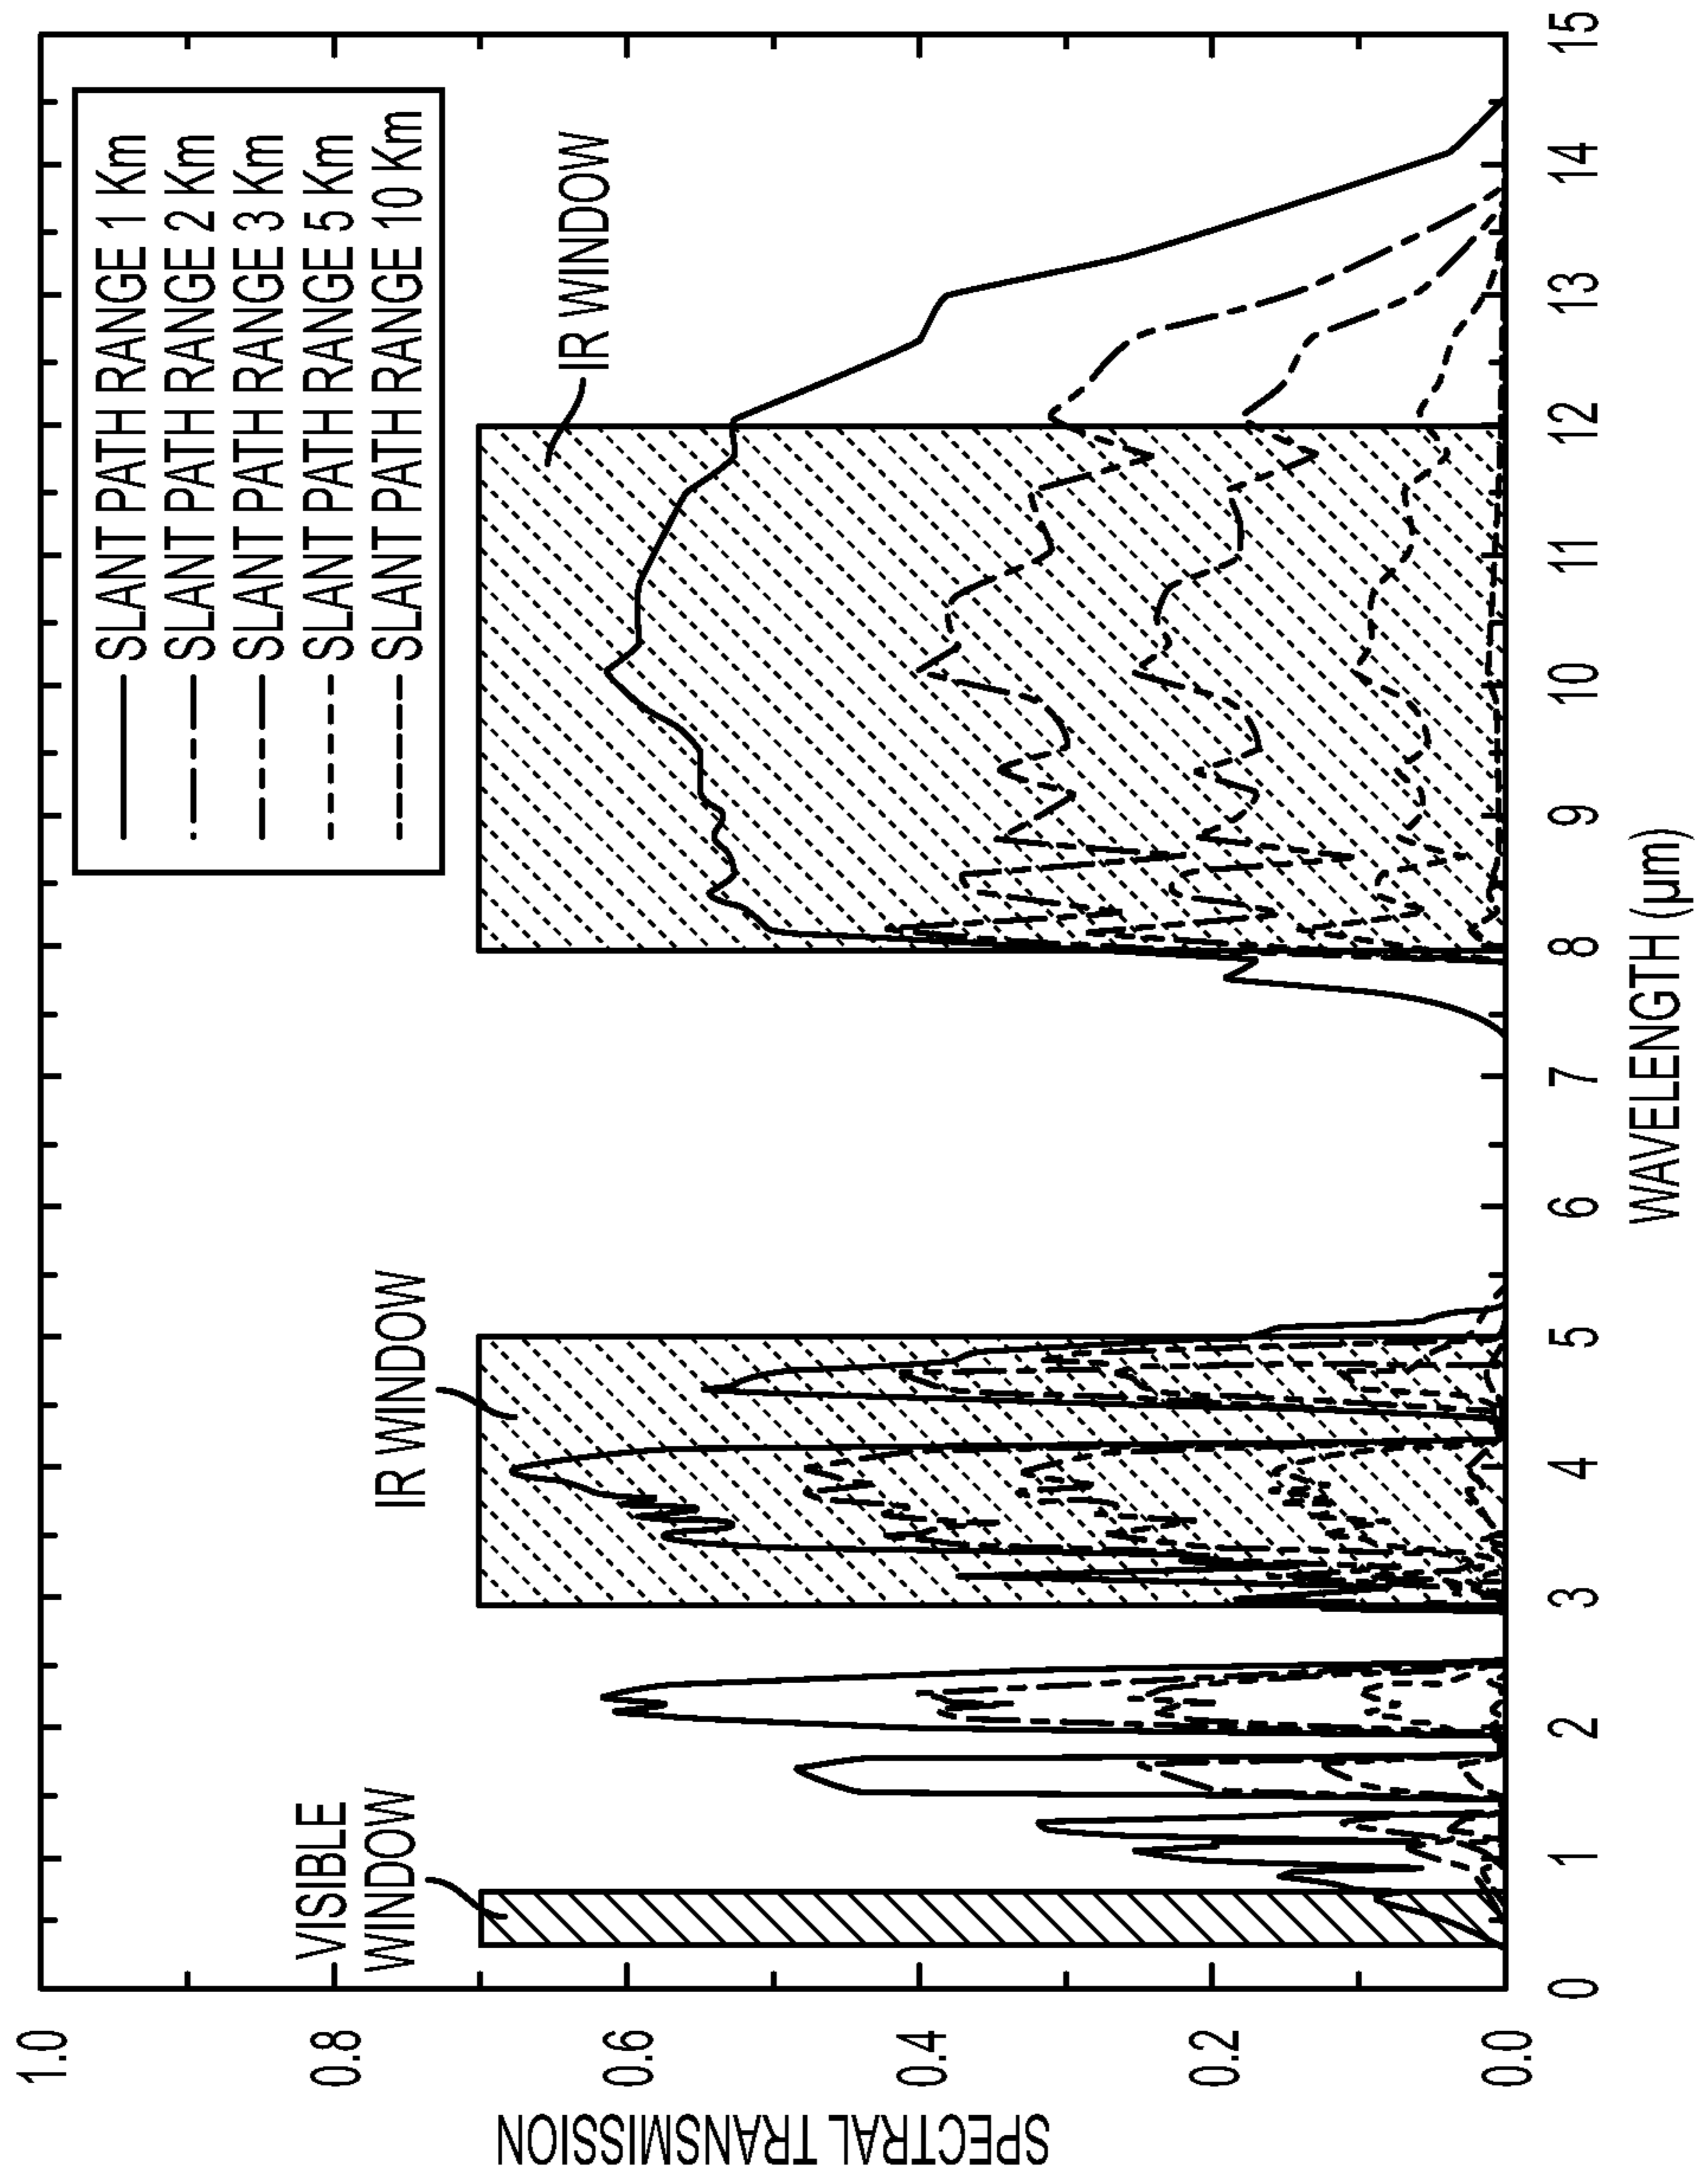 SPECTRAL TRANSMISSION
1.0
0.8
0.6
0.4
0.2
0.0
VISIBLE
WINDOW
IR WINDOW
IR WINDOW
SLANT PATH RANGE 1 Km
SLANT PATH RANGE 2 Km
SLANT PATH RANGE 3 Km
SLANT PATH RANGE 5 Km
SLANT PATH RANGE 10 Km
0 1 2 3 4 5 6 7 8 9 10 11 12 13 14 15
WAVELENGTH (µm)